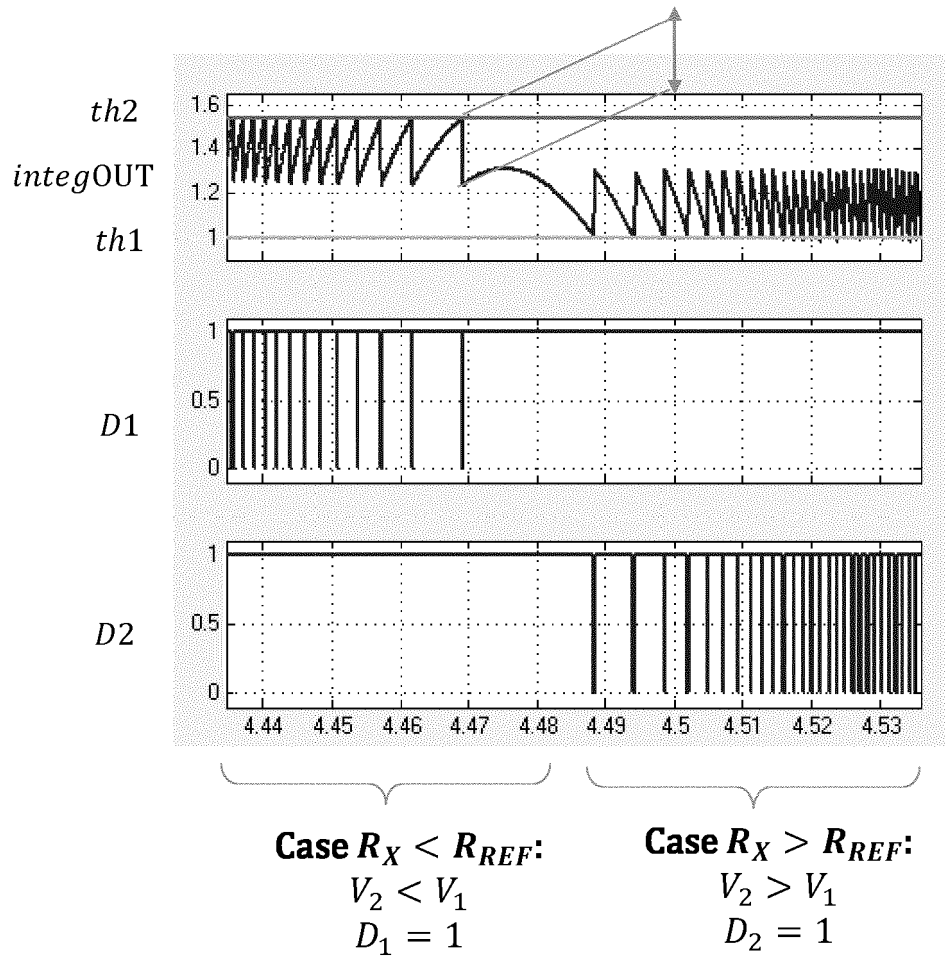 th2
integOUT
th1
1.6
1.4
1.2
1
D1
1
0.5
0
D2
1
0.5
0
4.44 4.45 4.46 4.47 4.48 4.49 4.5 4.51 4.52 4.53
Case R_X < R_REF:
V_2 < V_1
D_1 = 1
Case R_X > R_REF:
V_2 > V_1
D_2 = 1